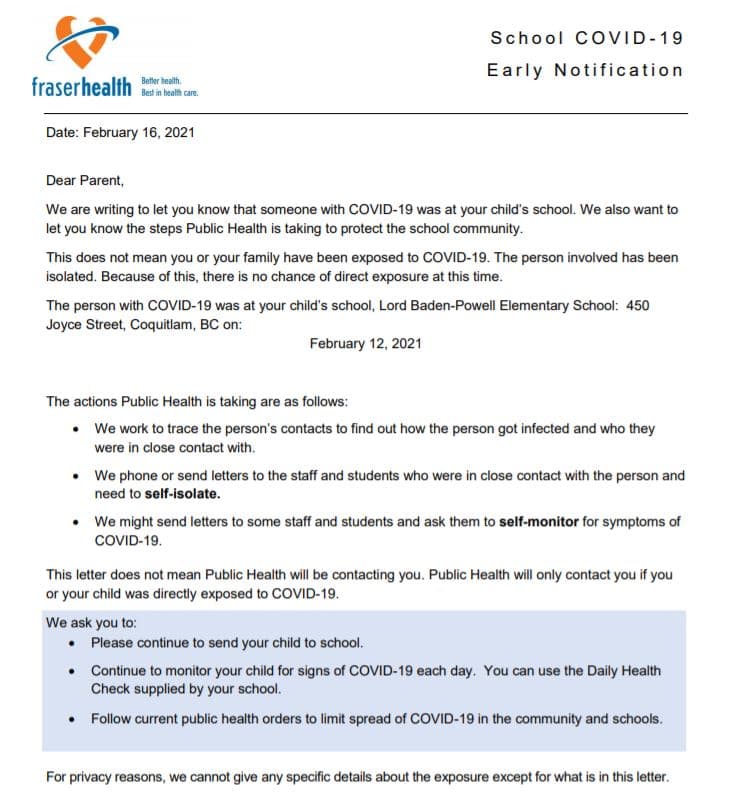 fraserhealth
Better health.
Best in health care.
School COVID-19
Early Notification
Date: February 16, 2021
Dear Parent,
We are writing to let you know that someone with COVID-19 was at your child's school. We also want to
let you know the steps Public Health is taking to protect the school community.
This does not mean you or your family have been exposed to COVID-19. The person involved has been
isolated. Because of this, there is no chance of direct exposure at this time.
The person with COVID-19 was at your child's school, Lord Baden-Powell Elementary School: 450
Joyce Street, Coquitlam, BC on:
February 12, 2021
The actions Public Health is taking are as follows:
• We work to trace the person's contacts to find out how the person got infected and who they
were in close contact with.
• We phone or send letters to the staff and students who were in close contact with the person and
need to self-isolate.
• We might send letters to some staff and students and ask them to self-monitor for symptoms of
COVID-19.
This letter does not mean Public Health will be contacting you. Public Health will only contact you if you
or your child was directly exposed to COVID-19.
We ask you to:
• Please continue to send your child to school.
• Continue to monitor your child for signs of COVID-19 each day. You can use the Daily Health
Check supplied by your school.
• Follow current public health orders to limit spread of COVID-19 in the community and schools.
For privacy reasons, we cannot give any specific details about the exposure except for what is in this letter.